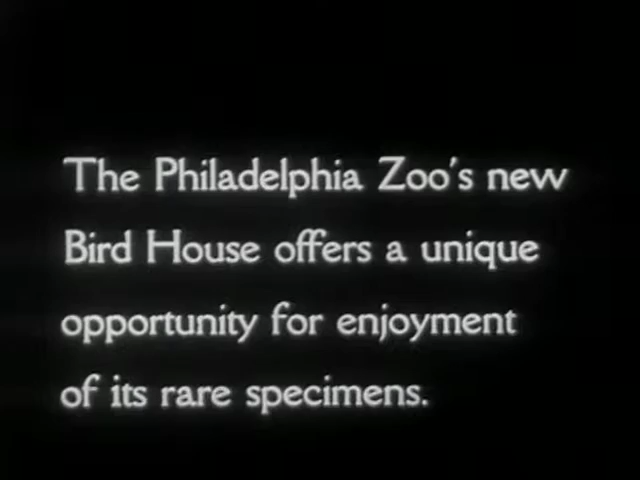 The Philadelphia Zoo's new
Bird House offers a unique
opportunity for enjoyment
of its rare specimens.